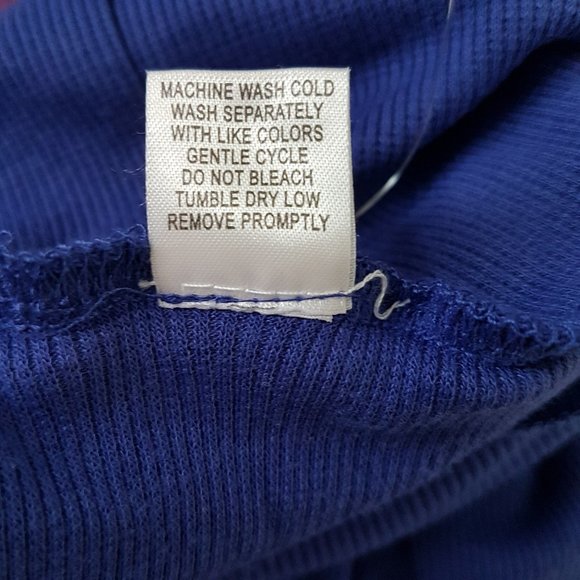 MACHINE WASH COLD
WASH SEPARATELY
WITH LIKE COLORS
GENTLE CYCLE
DO NOT BLEACH
TUMBLE DRY LOW
REMOVE PROMPTLY